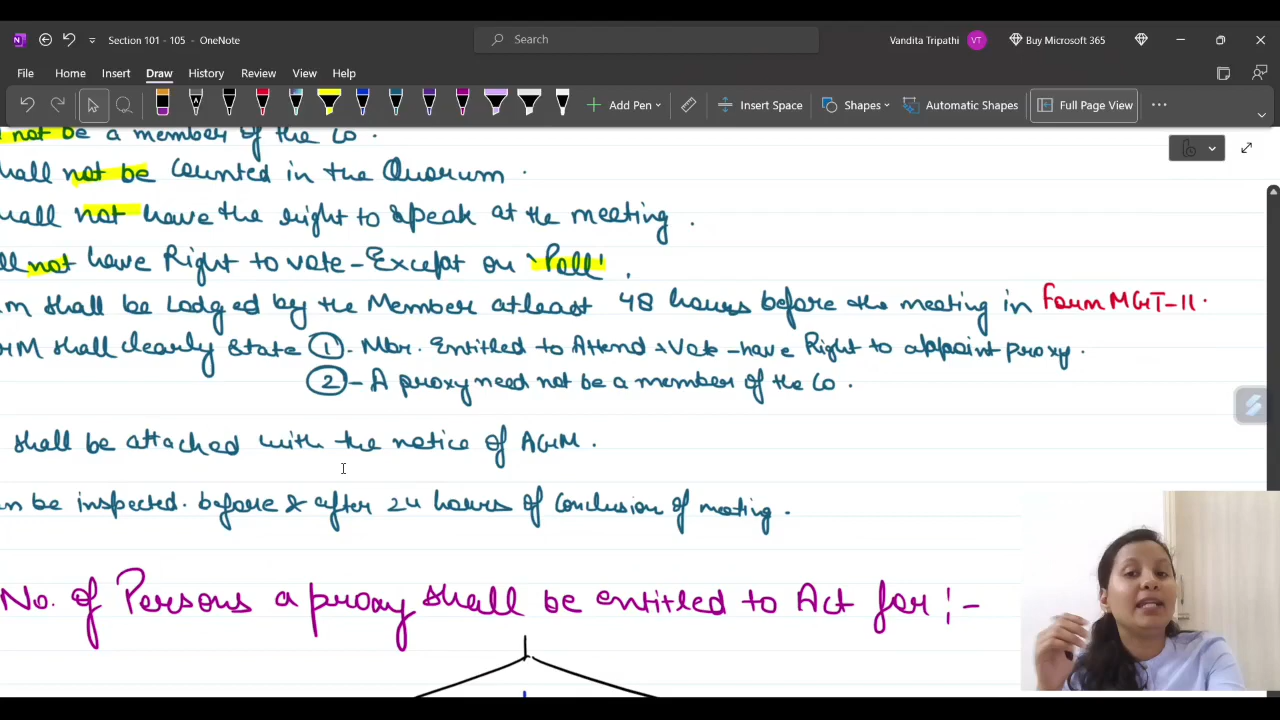 Section 101 - 105 - OneNote
Search
Vandita Tripathi
VT
Buy Microsoft 365
File Home Insert Draw History Review View Help
Add Pen
Insert Space
Shapes
Automatic Shapes
Full Page View
not be a member of the Co.
hall not be Counted in the Quorum.
hall not have the right to speak at the meeting.
ll not have Right to vote - Except on 'Poll'.
m shall be Lodged by the Member atleast 48 hours before the meeting in Form MGT-11.
M shall clearly state ① - Mbr. Entitled to Attend + Vote - have Right to appoint proxy.
② - A proxy need not be a member of the Co.
shall be attached with the notice of AGM.
n be inspected. before & after 24 hours of Conclusion of meeting.
No. of Persons a proxy shall be entitled to Act for :-